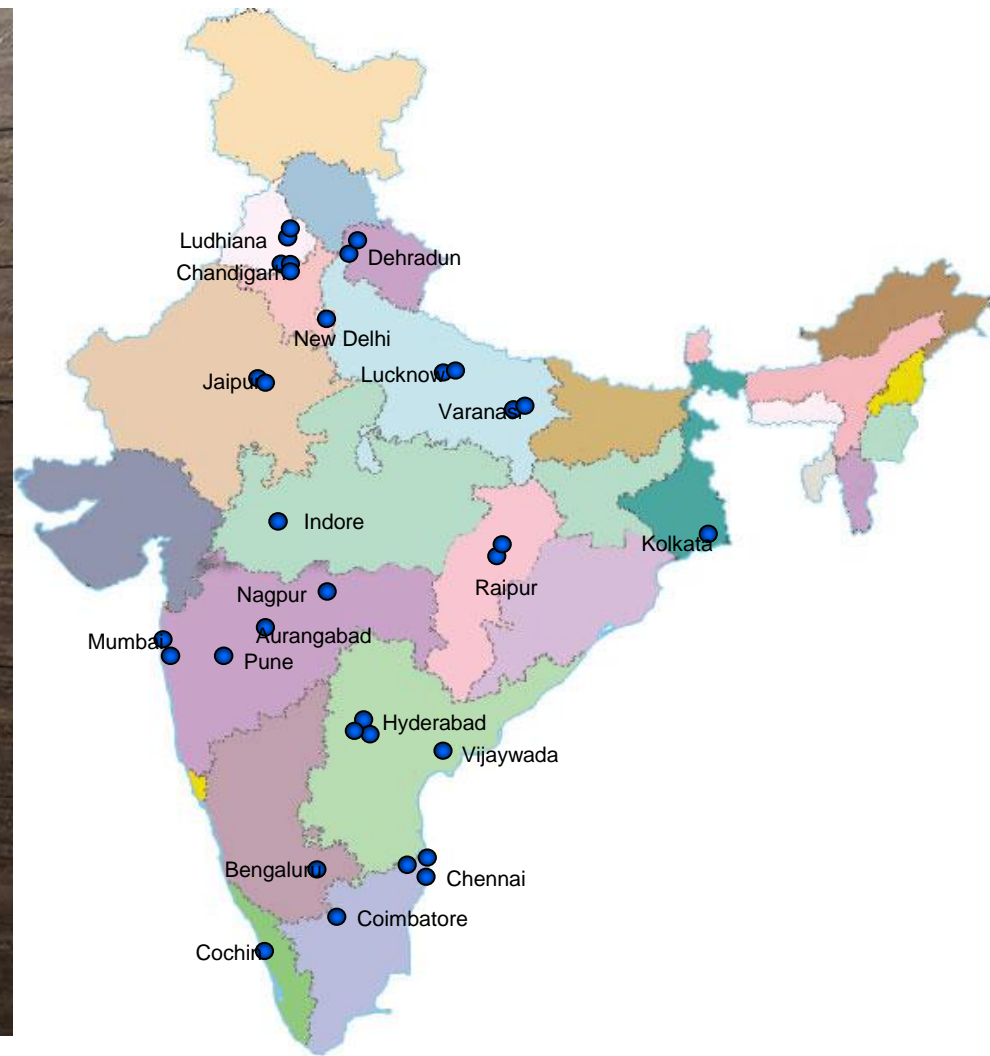 Ludhiana
Dehradun
Chandigarh
New Delhi
Jaipur
Lucknow
Varanasi
Indore
Kolkata
Raipur
Nagpur
Aurangabad
Mumbai
Pune
Hyderabad
Vijaywada
Bengaluru
Chennai
Coimbatore
Cochin